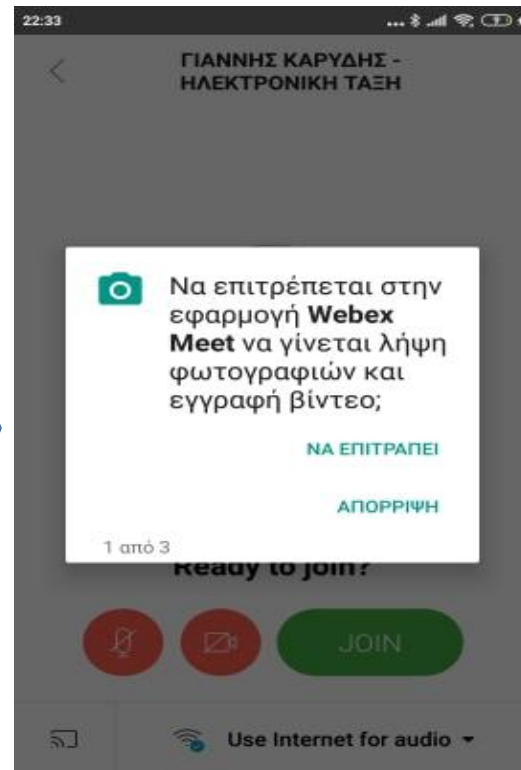 22:33
ΓΙΑΝΝΗΣ ΚΑΡΥΔΗΣ -
ΗΛΕΚΤΡΟΝΙΚΗ ΤΑΞΗ
Να επιτρέπεται στην
εφαρμογή Webex
Meet να γίνεται λήψη
φωτογραφιών και
εγγραφή βίντεο;
ΝΑ ΕΠΙΤΡΑΠΕΙ
ΑΠΟΡΡΙΨΗ
1 από 3
Ready to join?
JOIN
Use Internet for audio